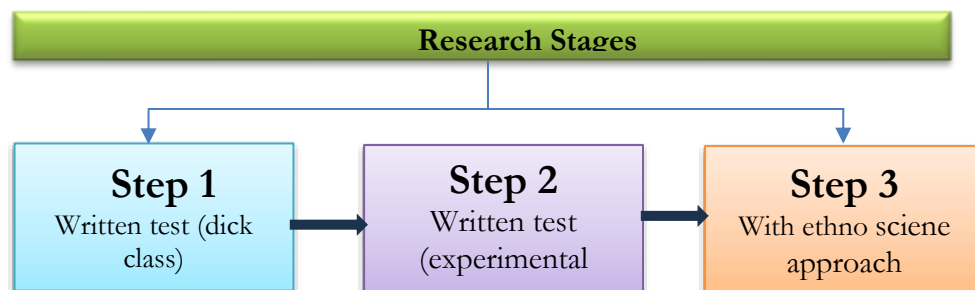 Research Stages
Step 1
Written test (dick
class)
Step 2
Written test
(experimental
Step 3
With ethno sciene
approach